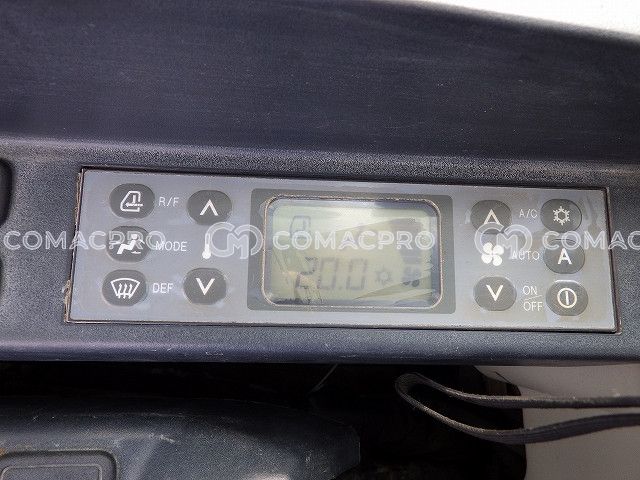 R/F
A/C
COMACPRO COMACPRO COMACPRO
MODE
AUTO
A
20.0
DEF
ON
OFF